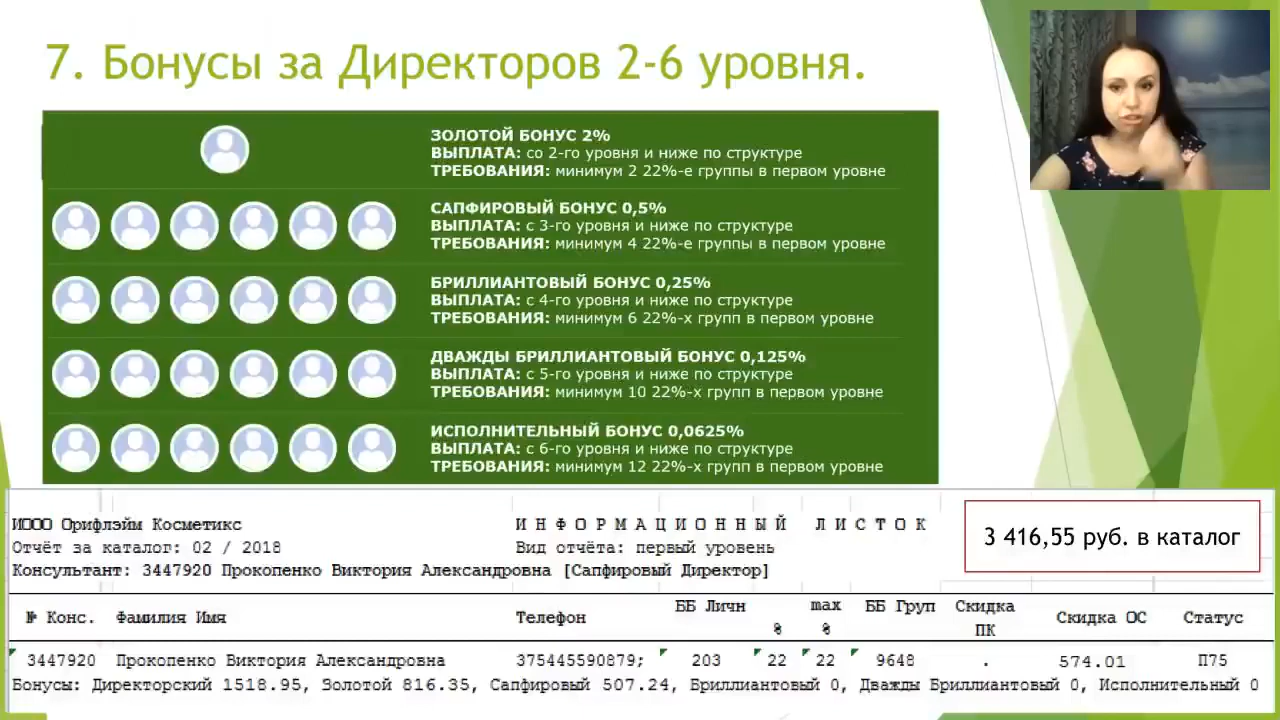 7. Бонусы за Директоров 2-6 уровня.
ЗОЛОТОЙ БОНУС 2%
ВЫПЛАТА: со 2-го уровня и ниже по структуре
ТРЕБОВАНИЯ: минимум 2 22%-е группы в первом уровне
САПФИРОВЫЙ БОНУС 0,5%
ВЫПЛАТА: с 3-го уровня и ниже по структуре
ТРЕБОВАНИЯ: минимум 4 22%-е группы в первом уровне
БРИЛЛИАНТОВЫЙ БОНУС 0,25%
ВЫПЛАТА: с 4-го уровня и ниже по структуре
ТРЕБОВАНИЯ: минимум 6 22%-х групп в первом уровне
ДВАЖДЫ БРИЛЛИАНТОВЫЙ БОНУС 0,125%
ВЫПЛАТА: с 5-го уровня и ниже по структуре
ТРЕБОВАНИЯ: минимум 10 22%-х групп в первом уровне
ИСПОЛНИТЕЛЬНЫЙ БОНУС 0,0625%
ВЫПЛАТА: с 6-го уровня и ниже по структуре
ТРЕБОВАНИЯ: минимум 12 22%-х групп в первом уровне
ИООО Орифлэйм Косметикс ИНФОРМАЦИОННЫЙ ЛИСТОК
3 416,55 руб. в каталог
Отчёт за каталог: 02 / 2018 Вид отчёта: первый уровень
Консультант: 3447920 Прокопенко Виктория Александровна [Сапфировый Директор]
№ Конс. Фамилия Имя Телефон ББ Личн % max % ББ Груп Скидка ПК Скидка ОС Статус
3447920 Прокопенко Виктория Александровна 375445590879; 203 22 22 9648 . 574.01 П75
Бонусы: Директорский 1518.95, Золотой 816.35, Сапфировый 507.24, Бриллиантовый 0, Дважды Бриллиантовый 0, Исполнительный 0